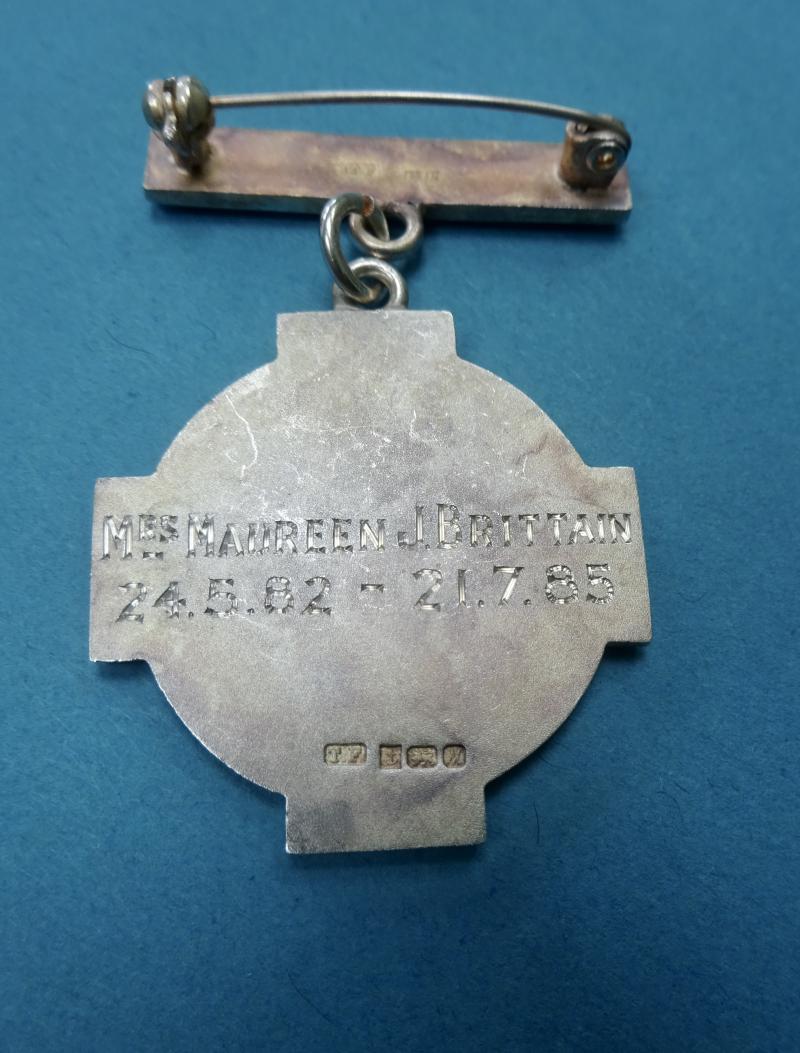 MRS MAUREEN J. BRITTAIN
24.5.82 - 21.7.85
T F